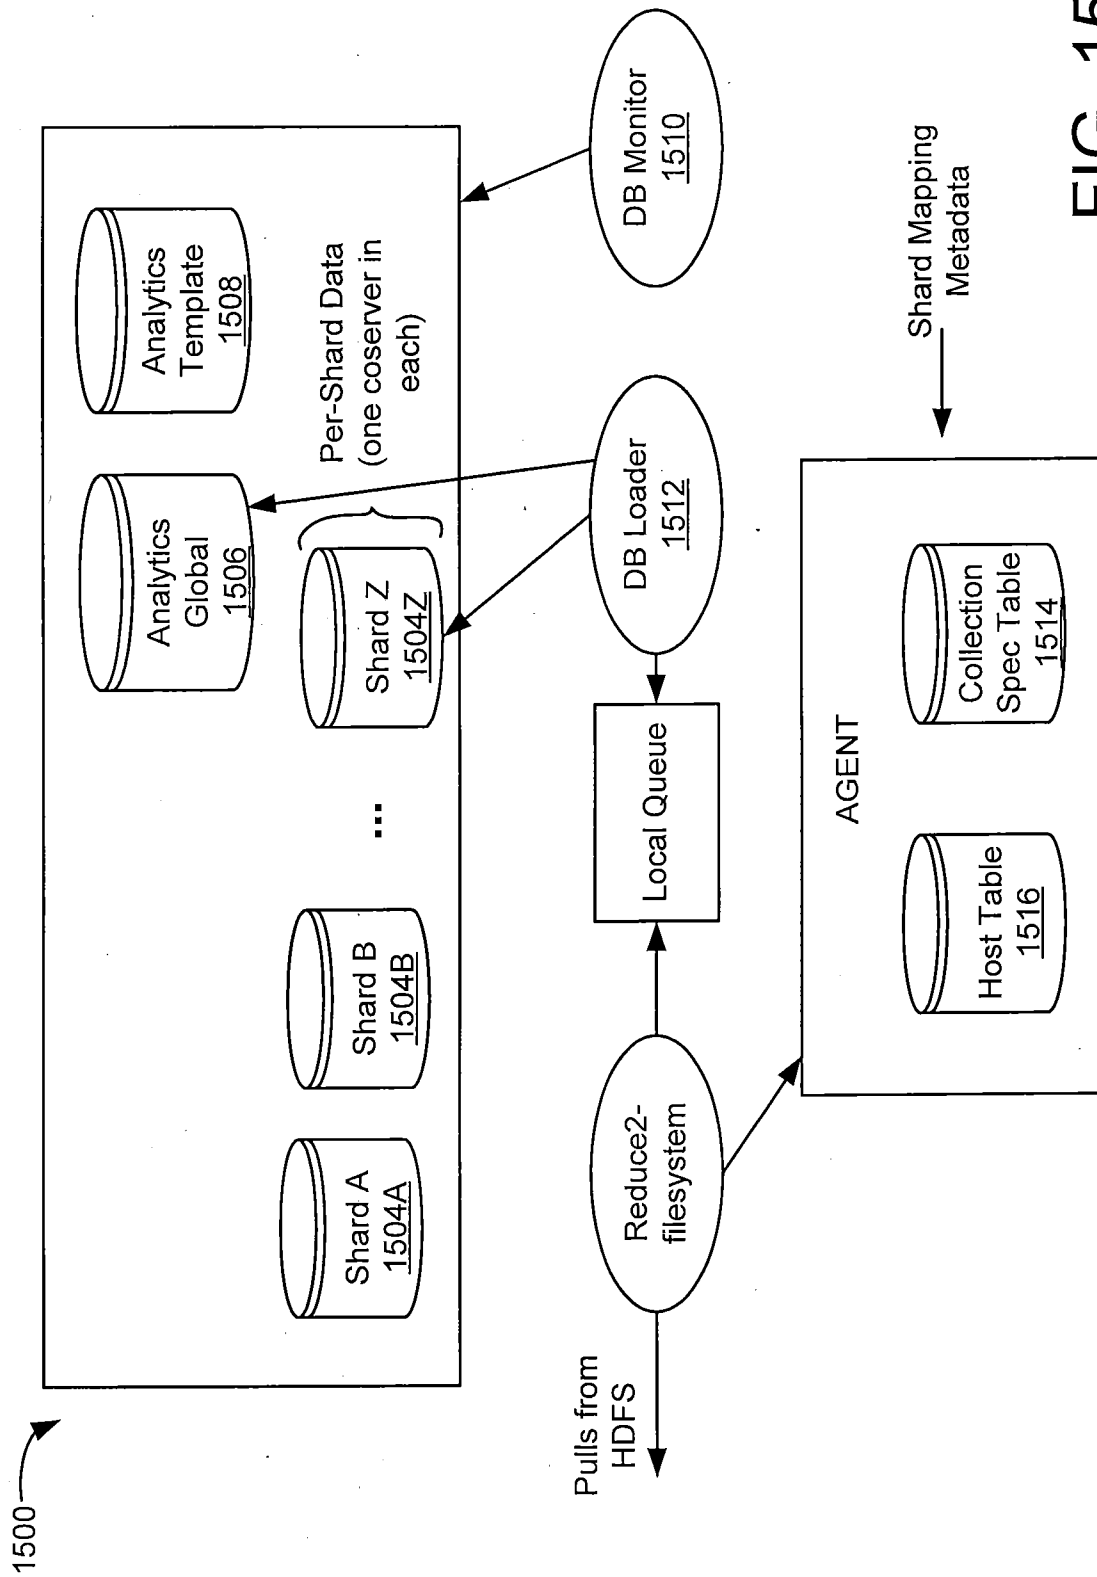 1500
Analytics
Global
1506
Analytics
Template
1508
Shard A
1504A
Shard B
1504B
...
Shard Z
1504Z
Per-Shard Data
(one coserver in
each)
Pulls from
HDFS
Reduce2-
filesystem
Local Queue
DB Loader
1512
DB Monitor
1510
AGENT
Host Table
1516
Collection
Spec Table
1514
Shard Mapping
Metadata
FIG. 15